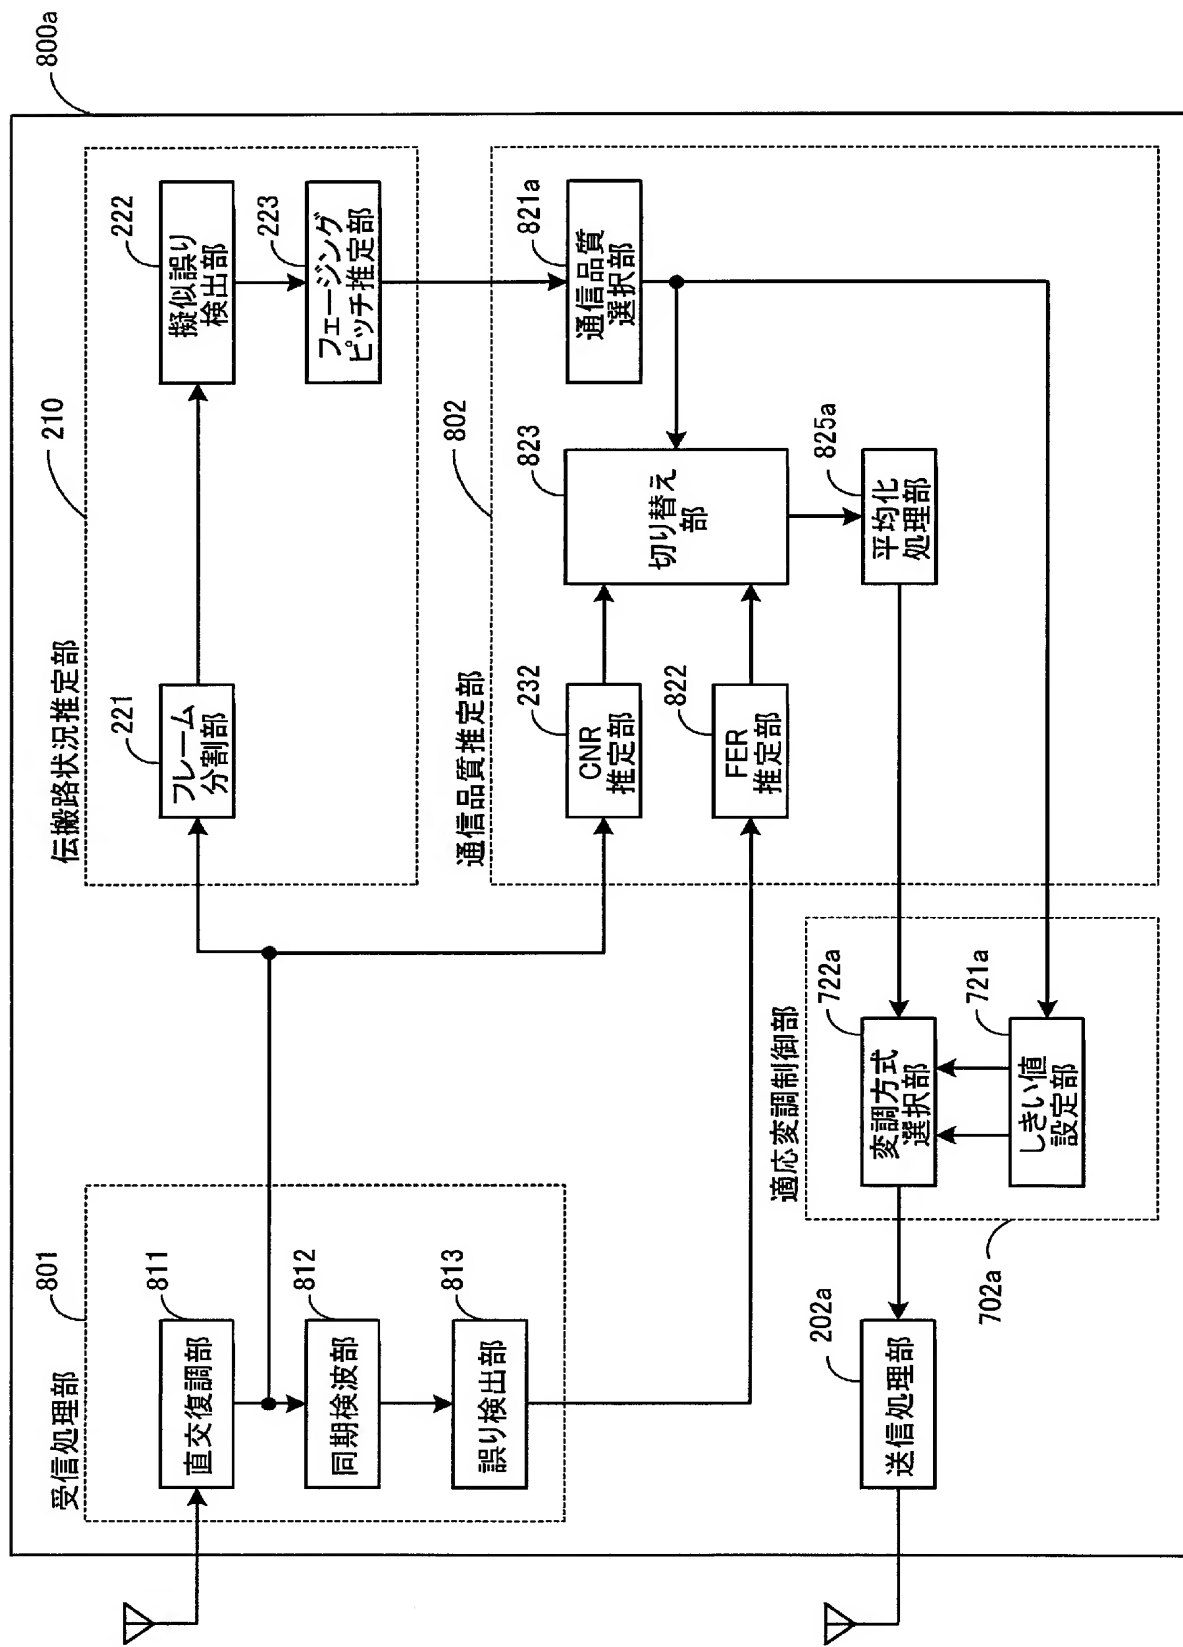 800a
受信処理部
801
直交復調部
811
同期検波部
812
誤り検出部
813
伝搬路状況推定部
210
フレーム
分割部
221
擬似誤り
検出部
222
フェージング
ピッチ推定部
223
通信品質推定部
802
CNR
推定部
232
FER
推定部
822
切り替え
部
823
通信品質
選択部
821a
平均化
処理部
825a
適応変調制御部
702a
変調方式
選択部
722a
しきい値
設定部
721a
送信処理部
202a